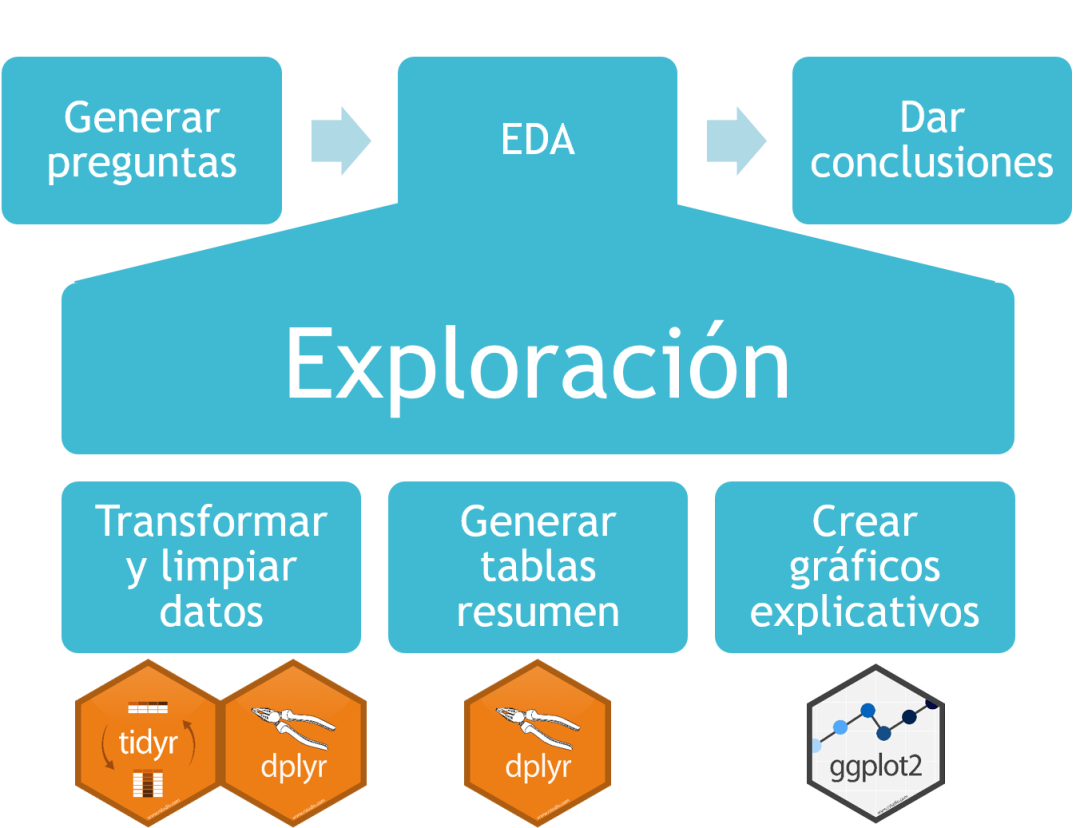 Generar
preguntas
EDA
Dar
conclusiones
Exploración
Transformar
y limpiar
datos
Generar
tablas
resumen
Crear
gráficos
explicativos
tidyr
dplyr
dplyr
ggplot2